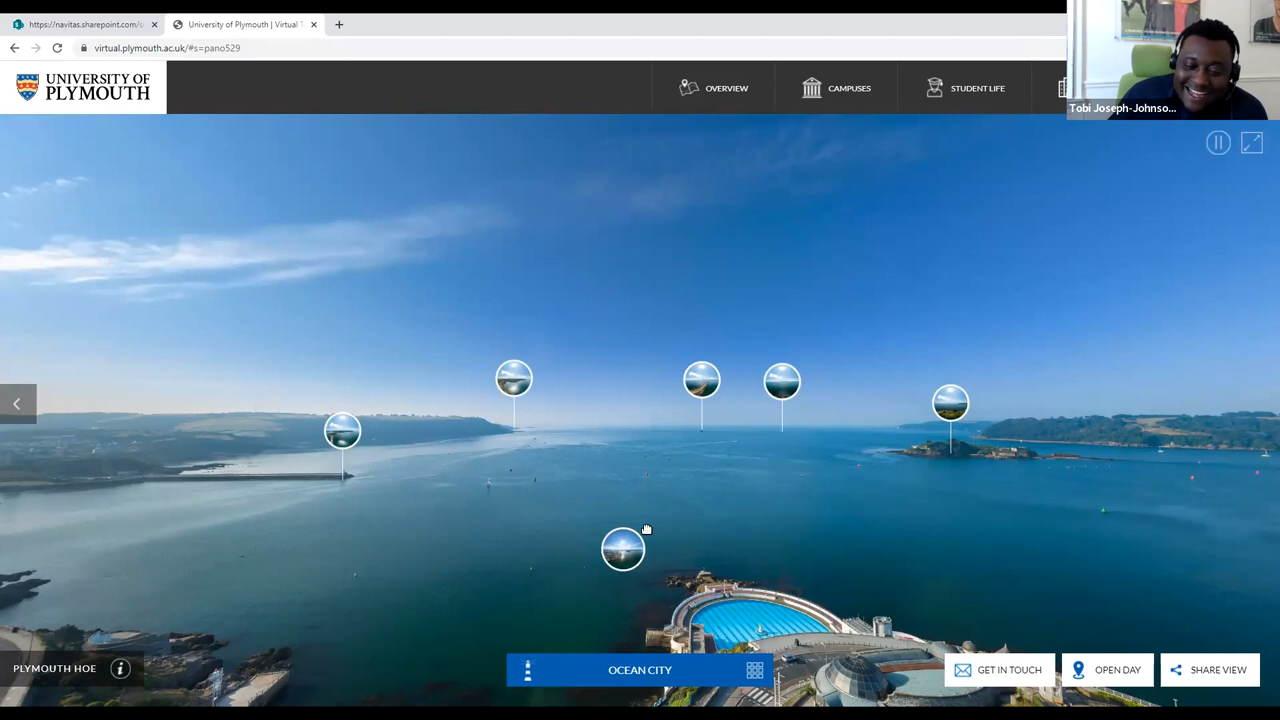 https://navitas.sharepoint.com/s
University of Plymouth | Virtual T
virtual.plymouth.ac.uk/#s=pano529
UNIVERSITY OF
PLYMOUTH
OVERVIEW
CAMPUSES
STUDENT LIFE
Tobi Joseph-Johnso...
PLYMOUTH HOE
OCEAN CITY
GET IN TOUCH
OPEN DAY
SHARE VIEW